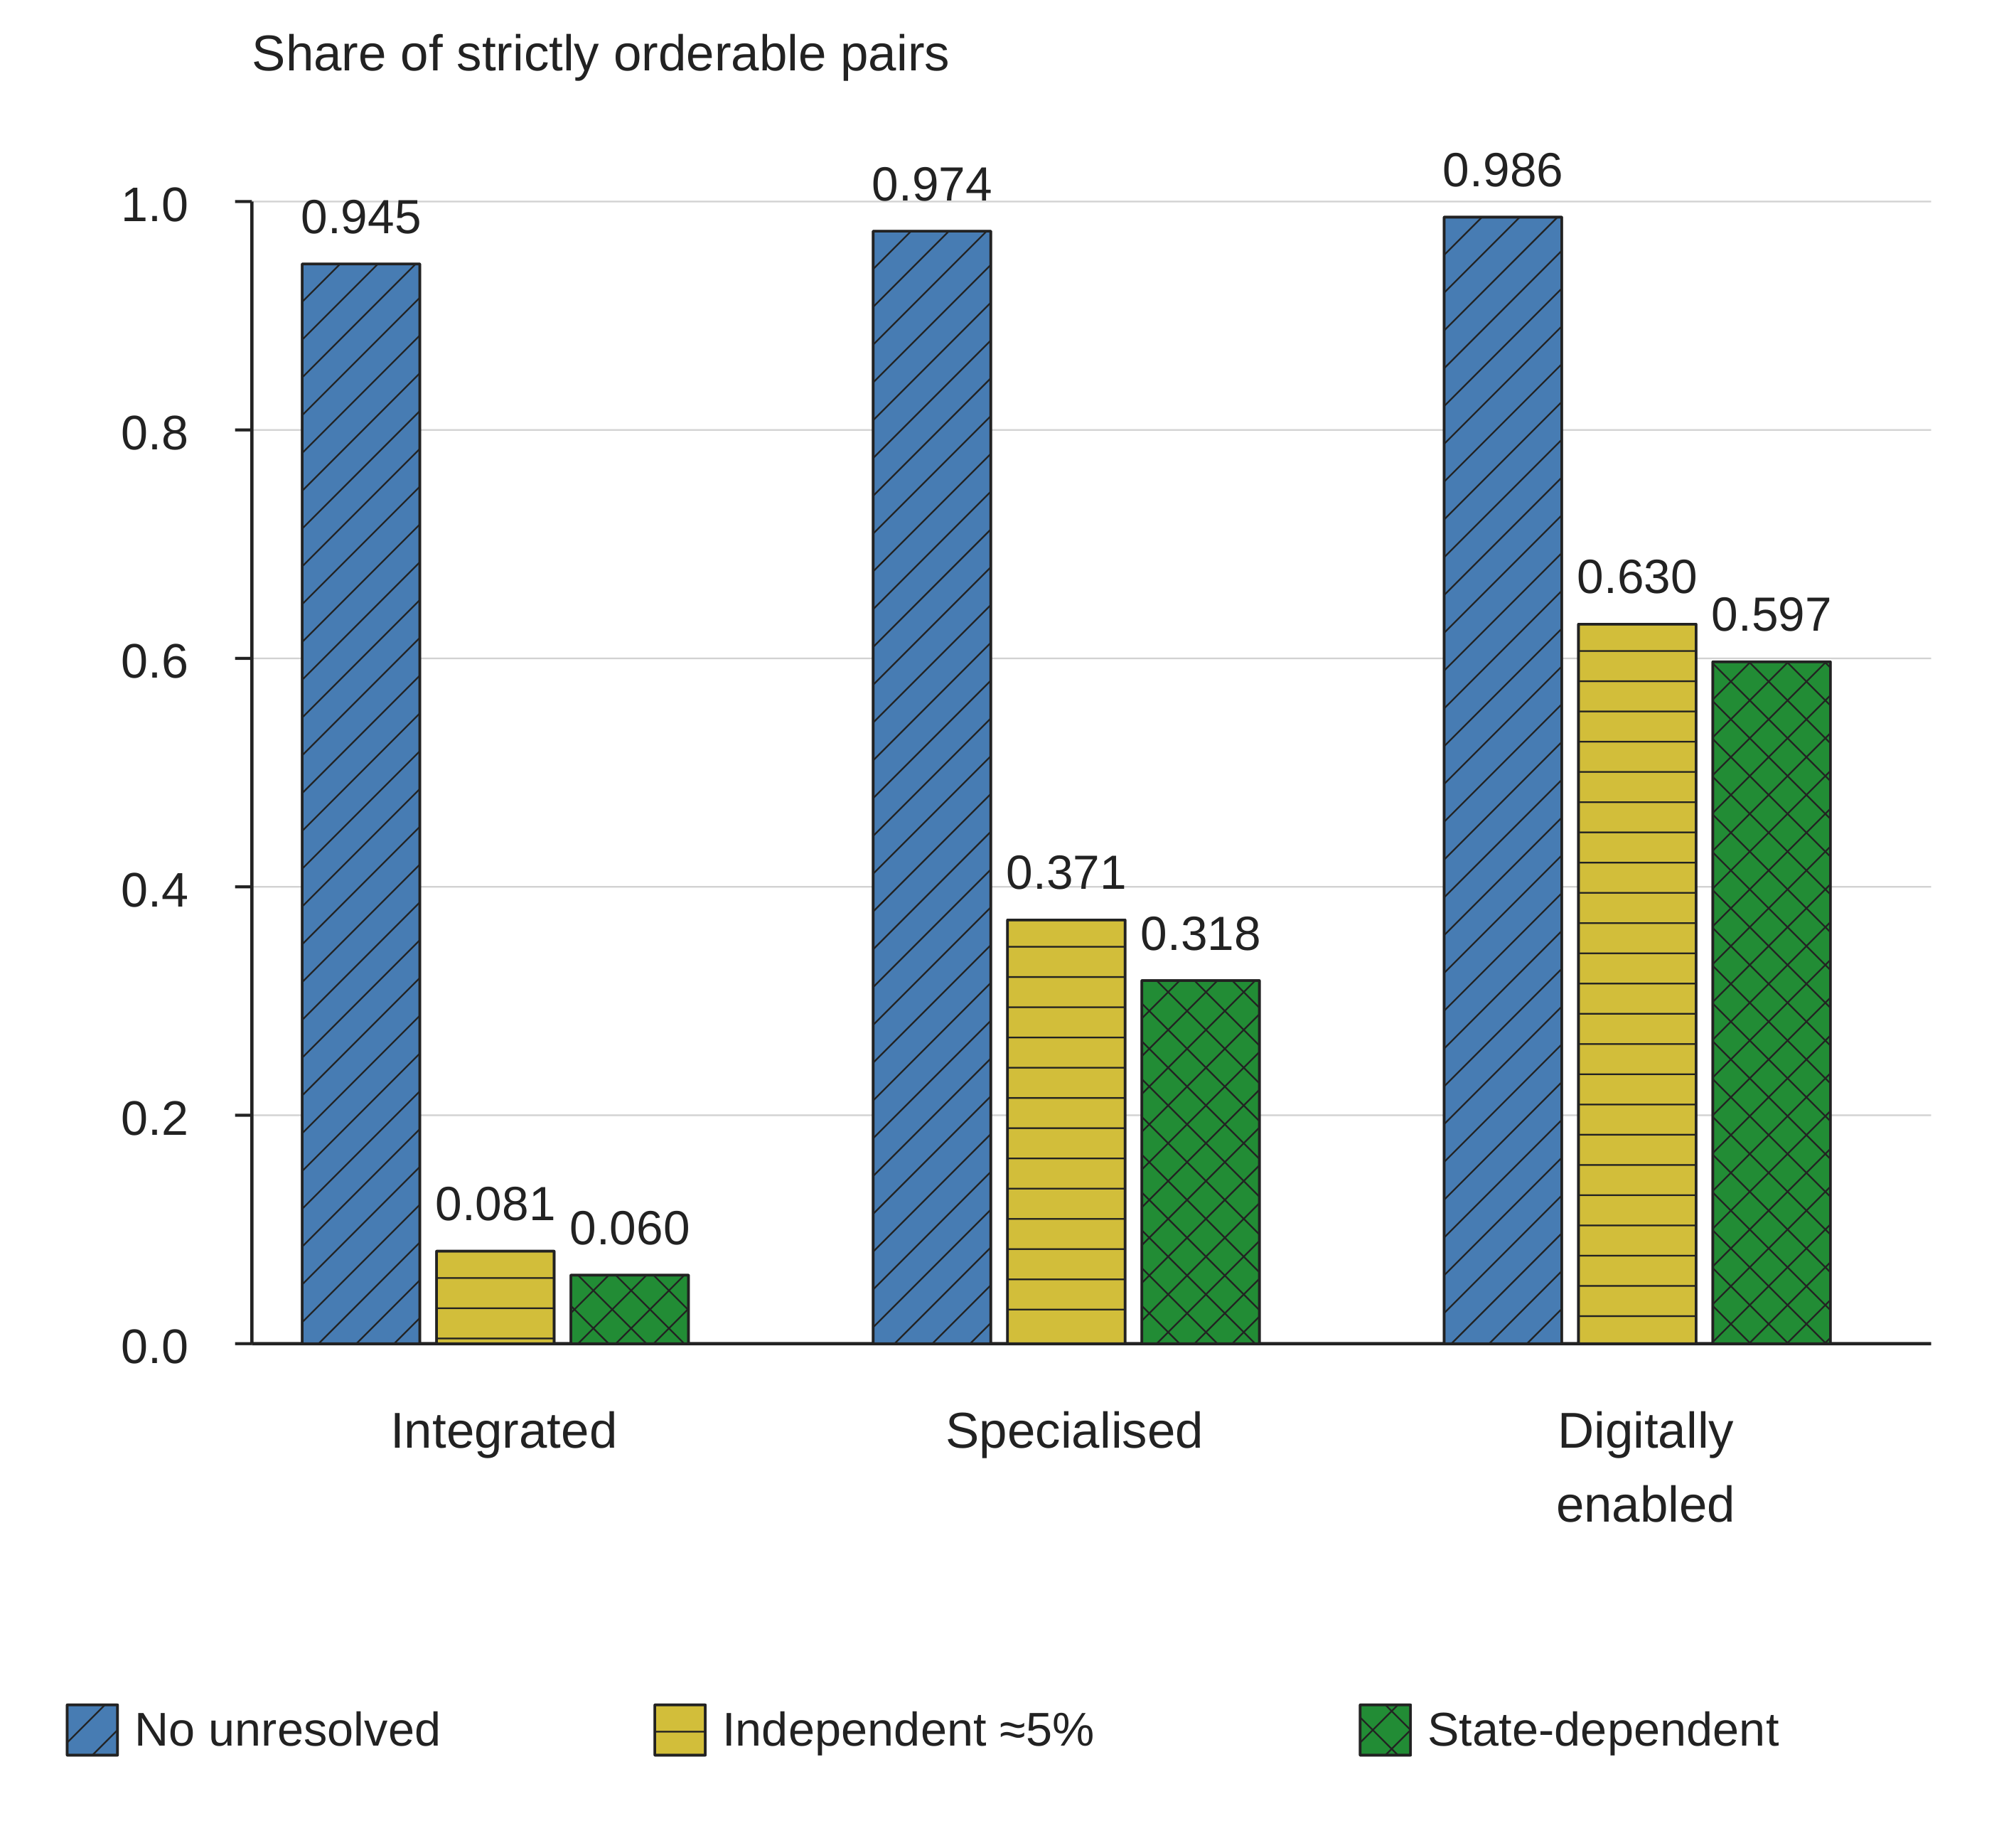 Share of strictly orderable pairs
1.0
0.8
0.6
0.4
0.2
0.0
0.945
0.081
0.060
0.974
0.371
0.318
0.986
0.630
0.597
Integrated
Specialised
Digitally
enabled
No unresolved
Independent ≈5%
State-dependent